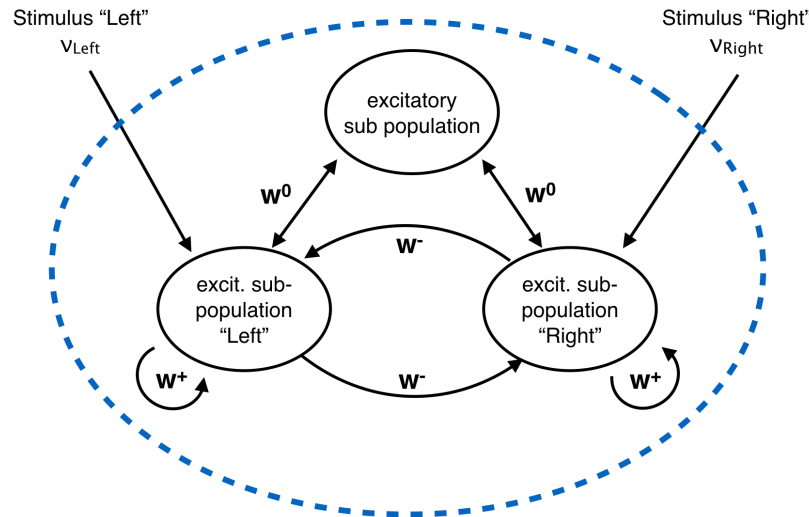 Stimulus “Left”
νLeft
Stimulus “Right”
νRight
excitatory
sub population
w0
w0
w-
excit. sub-
population
“Left”
excit. sub-
population
“Right”
w+
w-
w+